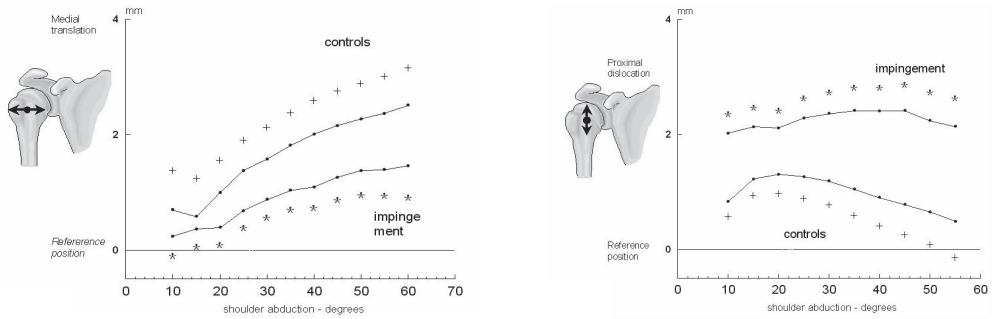 mm
Medial
translation
4
controls
2
impinge
ment
Refererence
position
0
0 10 20 30 40 50 60 70
shoulder abduction - degrees
mm
4
Proximal
dislocation
impingement
2
controls
Reference
position
0
0 10 20 30 40 50 60
shoulder abduction - degrees